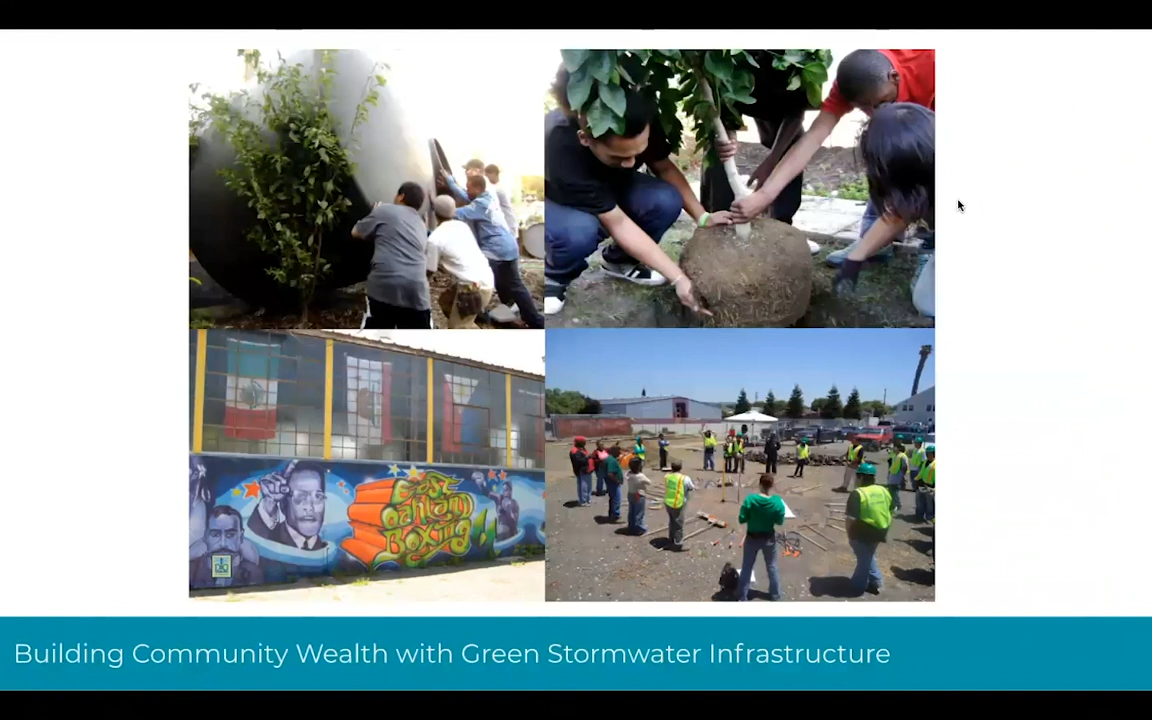 East
Oakland
Boxing
Building Community Wealth with Green Stormwater Infrastructure